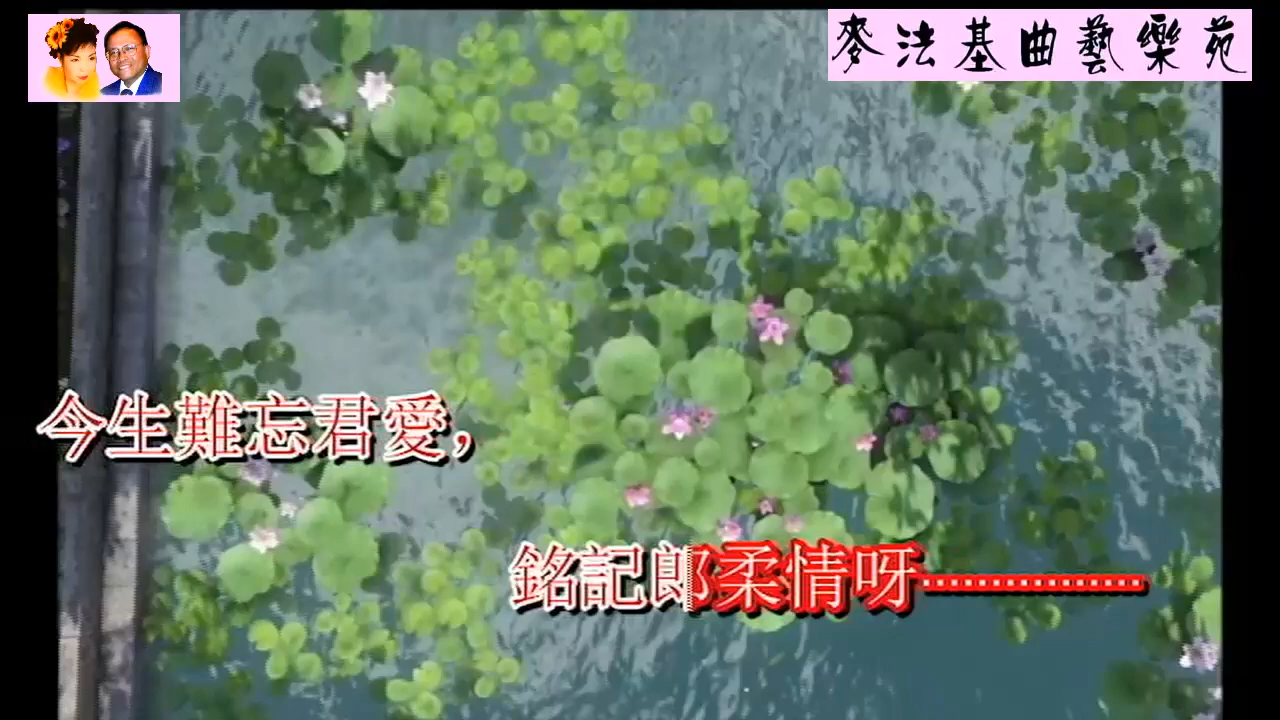 麥法基曲藝樂苑
今生難忘君愛，
銘記郎柔情呀………………